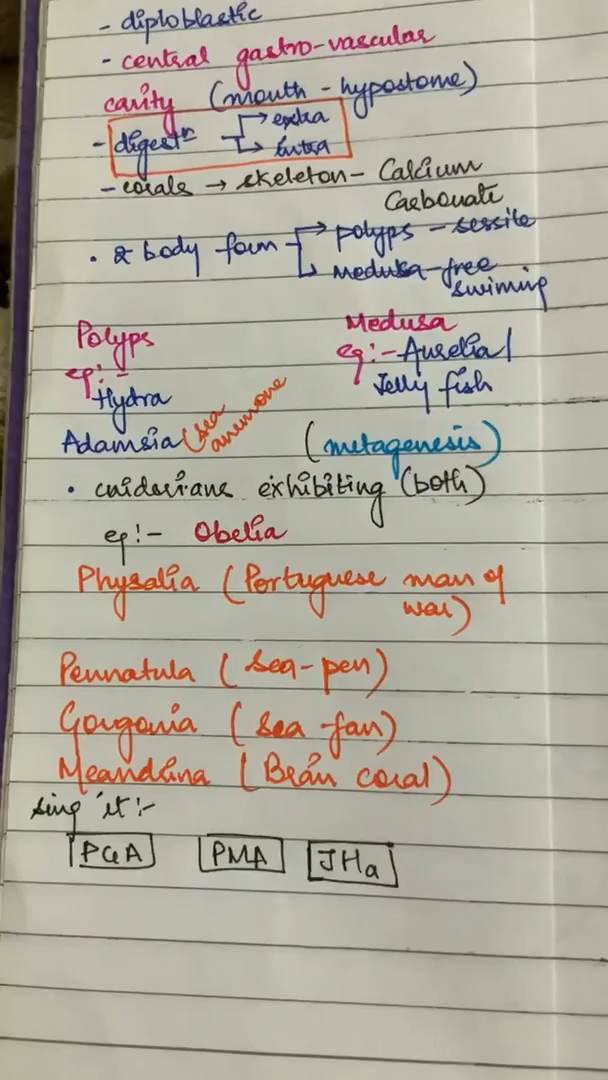 - diploblastic
- central gastro-vascular
cavity (mouth - hypostome)
- digestⁿ → extra
→ intra
- corals → skeleton - Calcium
Carbonate
• 2 body form → polyps - sessile
→ Medusa - free
swiming
Polyps
eg:-
Hydra
Adamsia (sea
anemone
Medusa
eg:- Aurelia/
Jelly fish
(metagenesis)
• cnidarians exhibiting (both)
eg:- Obelia
Physalia (Portuguese man of
war)
Pennatula (sea-pen)
Gorgonia (sea-fan)
Meandrina (Brain coral)
sing it:-
PGA PMA JHa